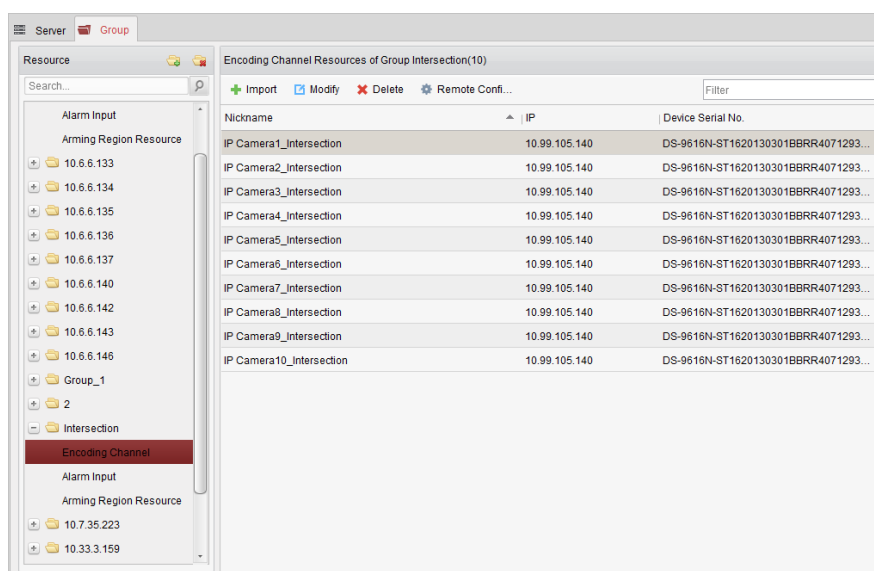 Server Group
Resource
Search...
Alarm Input
Arming Region Resource
10.6.6.133
10.6.6.134
10.6.6.135
10.6.6.136
10.6.6.137
10.6.6.140
10.6.6.142
10.6.6.143
10.6.6.146
Group_1
2
Intersection
Encoding Channel
Alarm Input
Arming Region Resource
10.7.35.223
10.33.3.159
Encoding Channel Resources of Group Intersection(10)
Import Modify Delete Remote Confi... Filter
Nickname IP Device Serial No.
IP Camera1_Intersection 10.99.105.140 DS-9616N-ST1620130301BBRR4071293...
IP Camera2_Intersection 10.99.105.140 DS-9616N-ST1620130301BBRR4071293...
IP Camera3_Intersection 10.99.105.140 DS-9616N-ST1620130301BBRR4071293...
IP Camera4_Intersection 10.99.105.140 DS-9616N-ST1620130301BBRR4071293...
IP Camera5_Intersection 10.99.105.140 DS-9616N-ST1620130301BBRR4071293...
IP Camera6_Intersection 10.99.105.140 DS-9616N-ST1620130301BBRR4071293...
IP Camera7_Intersection 10.99.105.140 DS-9616N-ST1620130301BBRR4071293...
IP Camera8_Intersection 10.99.105.140 DS-9616N-ST1620130301BBRR4071293...
IP Camera9_Intersection 10.99.105.140 DS-9616N-ST1620130301BBRR4071293...
IP Camera10_Intersection 10.99.105.140 DS-9616N-ST1620130301BBRR4071293...